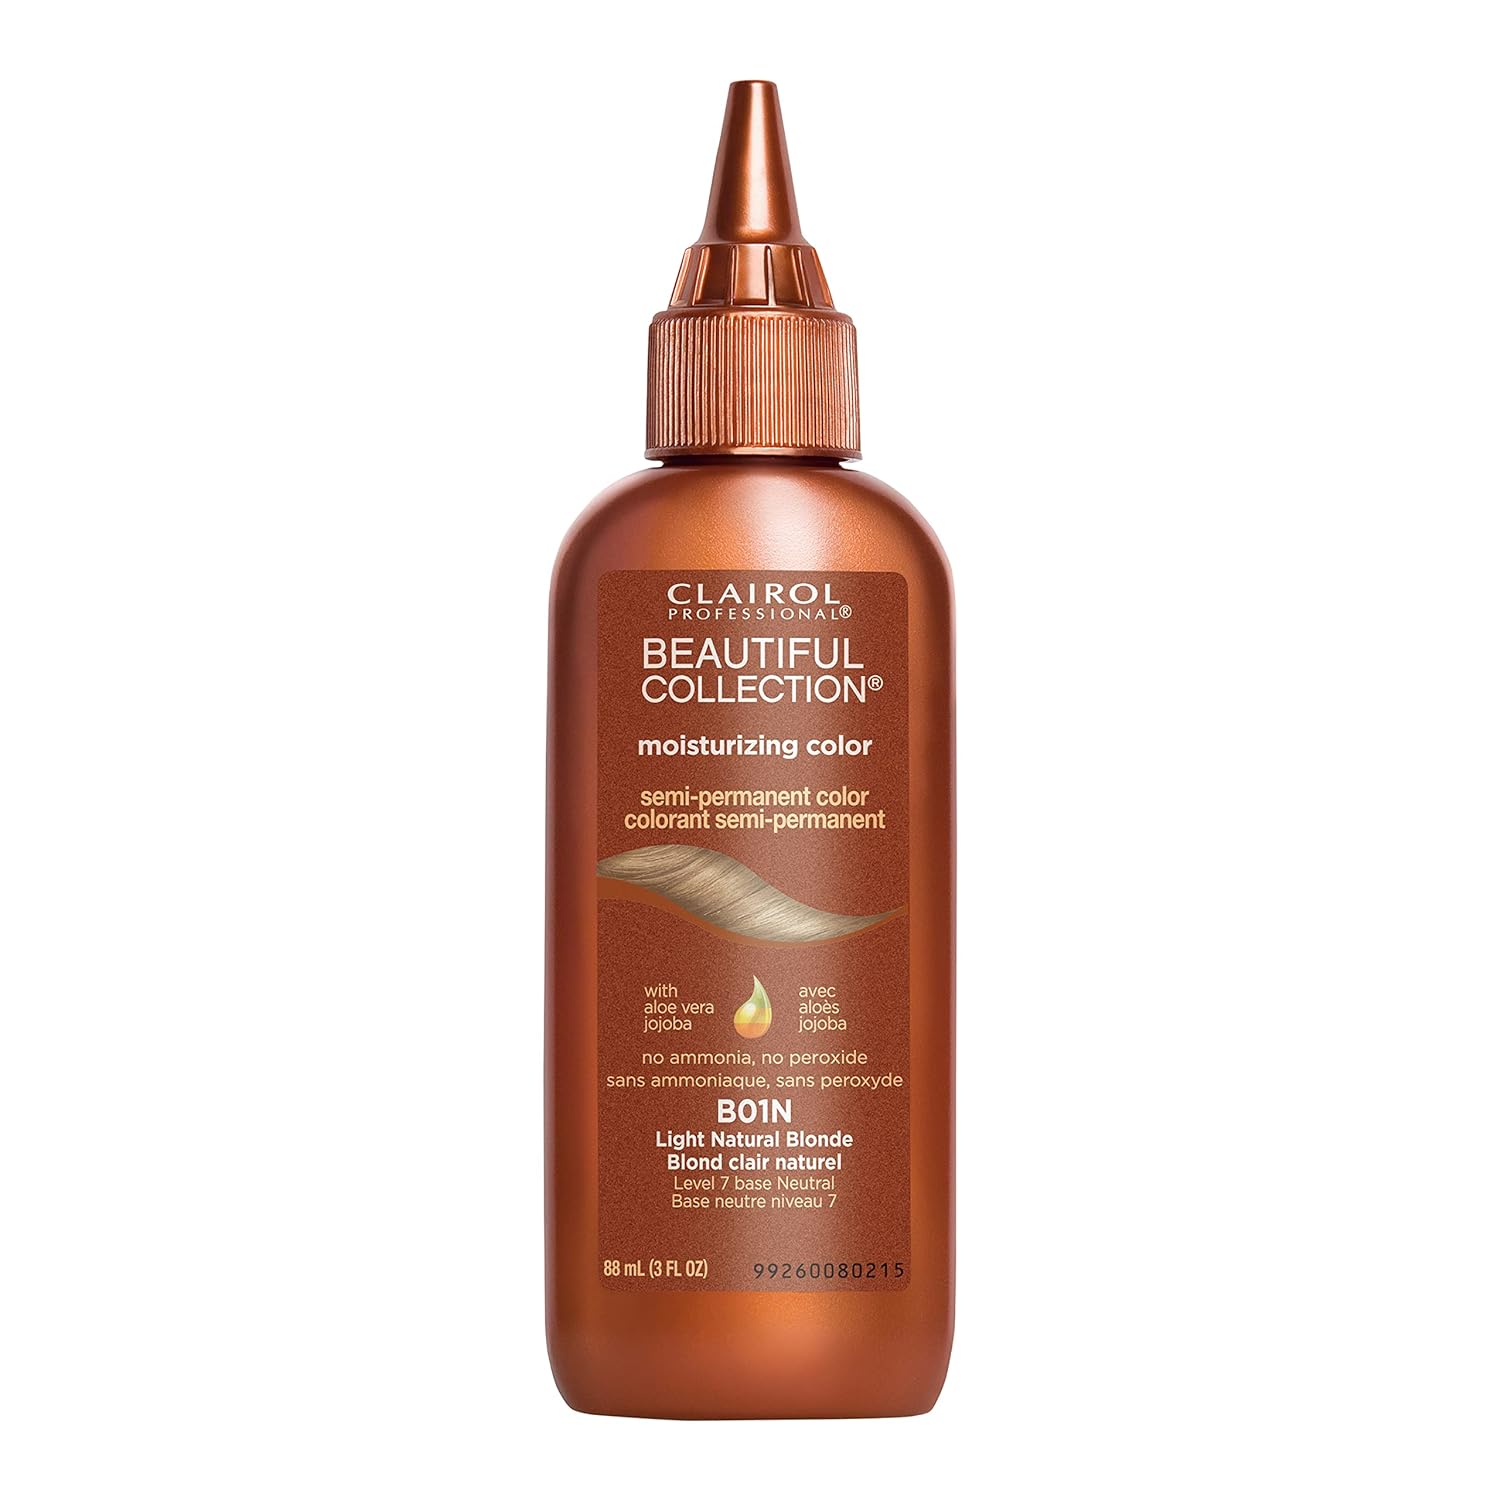 CLAIROL
PROFESSIONAL®
BEAUTIFUL
COLLECTION®
moisturizing color
semi-permanent color
colorant semi-permanent
with
aloe vera
jojoba
avec
aloès
jojoba
no ammonia, no peroxide
sans ammoniaque, sans peroxyde
B01N
Light Natural Blonde
Blond clair naturel
Level 7 base Neutral
Base neutre niveau 7
88 mL (3 FL OZ)
99260080215